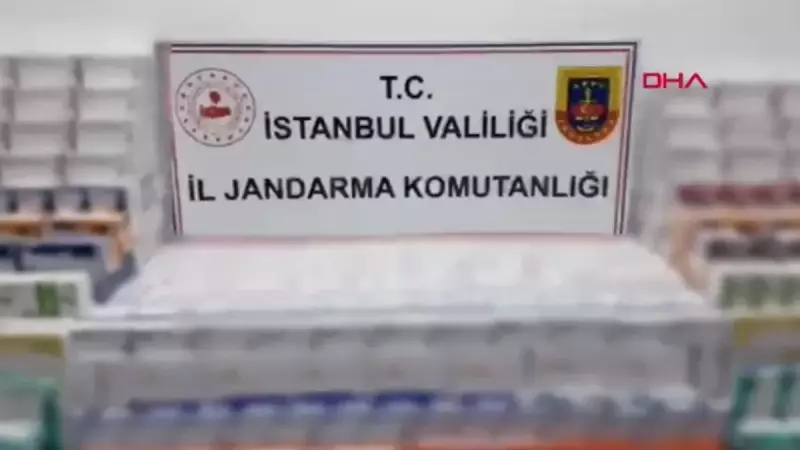 T.C.
İSTANBUL VALİLİĞİ
İL JANDARMA KOMUTANLIĞI
DHA